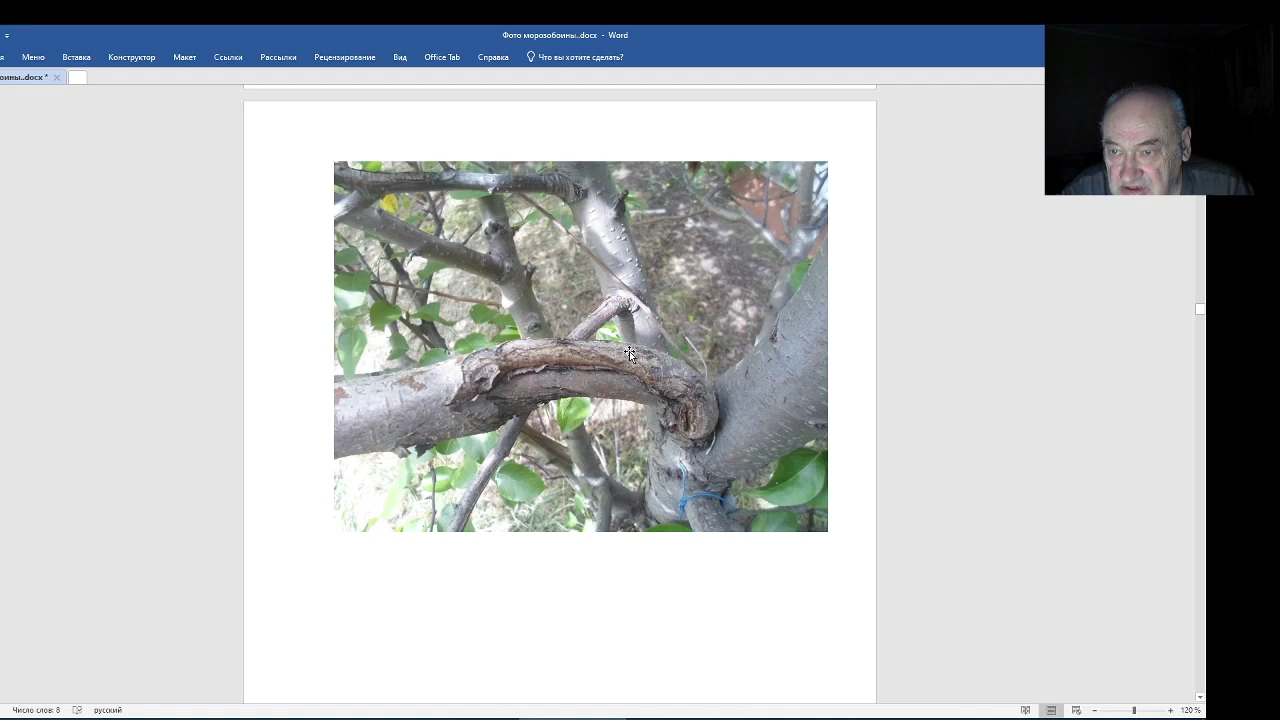 Фото морозобоины..docx - Word
Меню Вставка Конструктор Макет Ссылки Рассылки Рецензирование Вид Office Tab Справка Что вы хотите сделать?
оины..docx *
Число слов: 8 русский 120 %